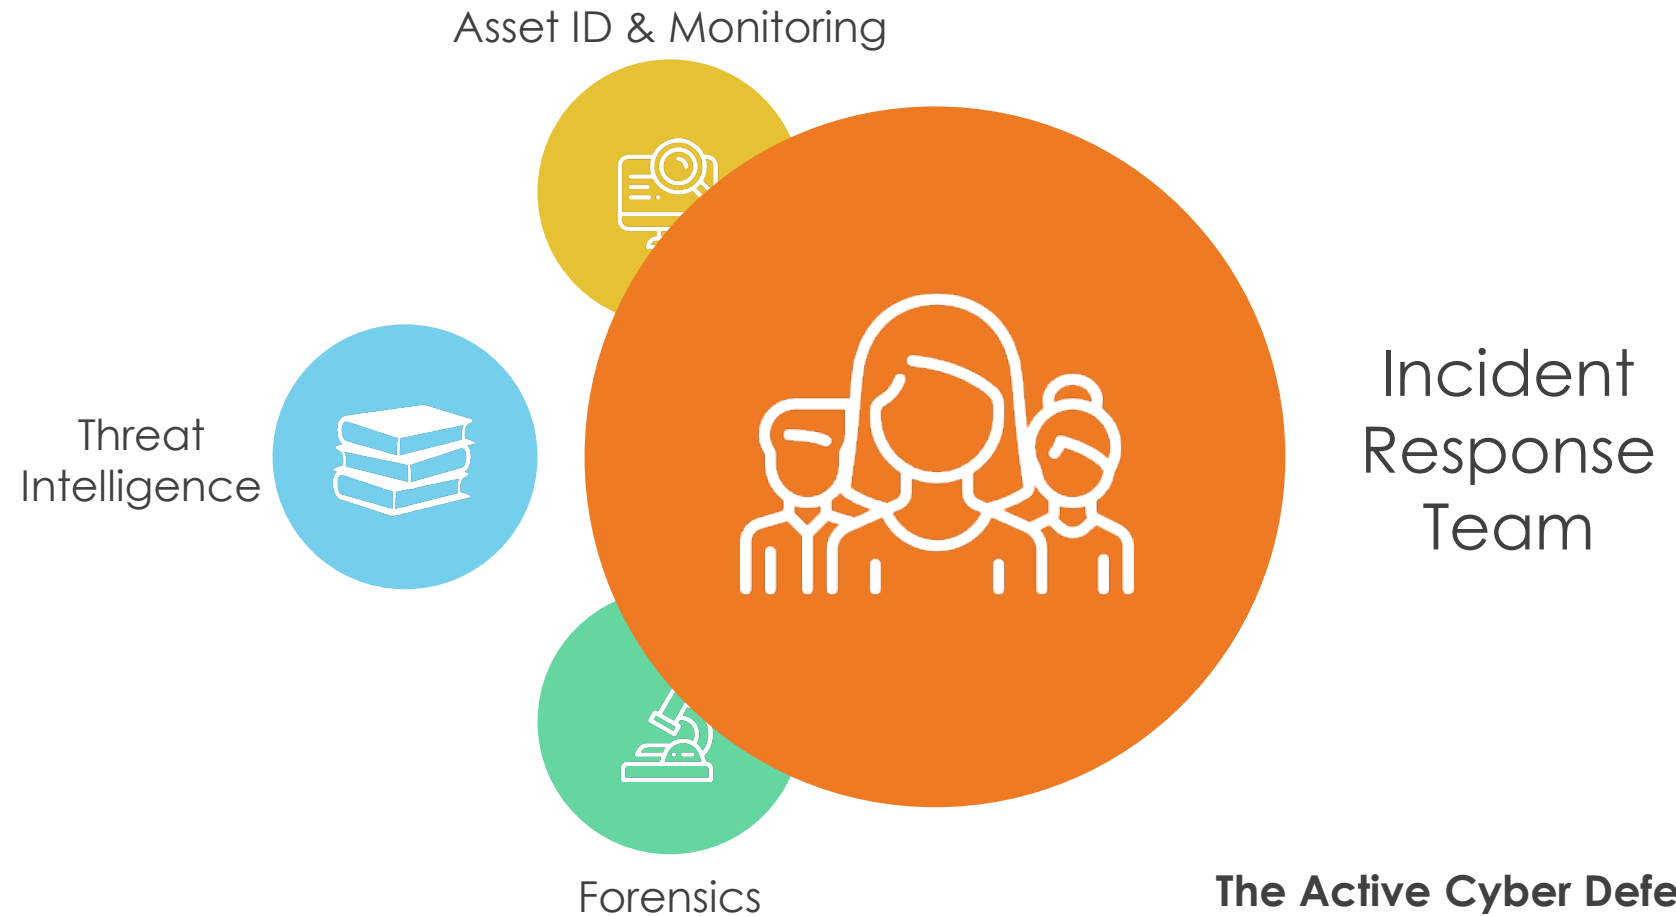 Asset ID & Monitoring
Threat
Intelligence
Incident
Response
Team
Forensics
The Active Cyber Defe